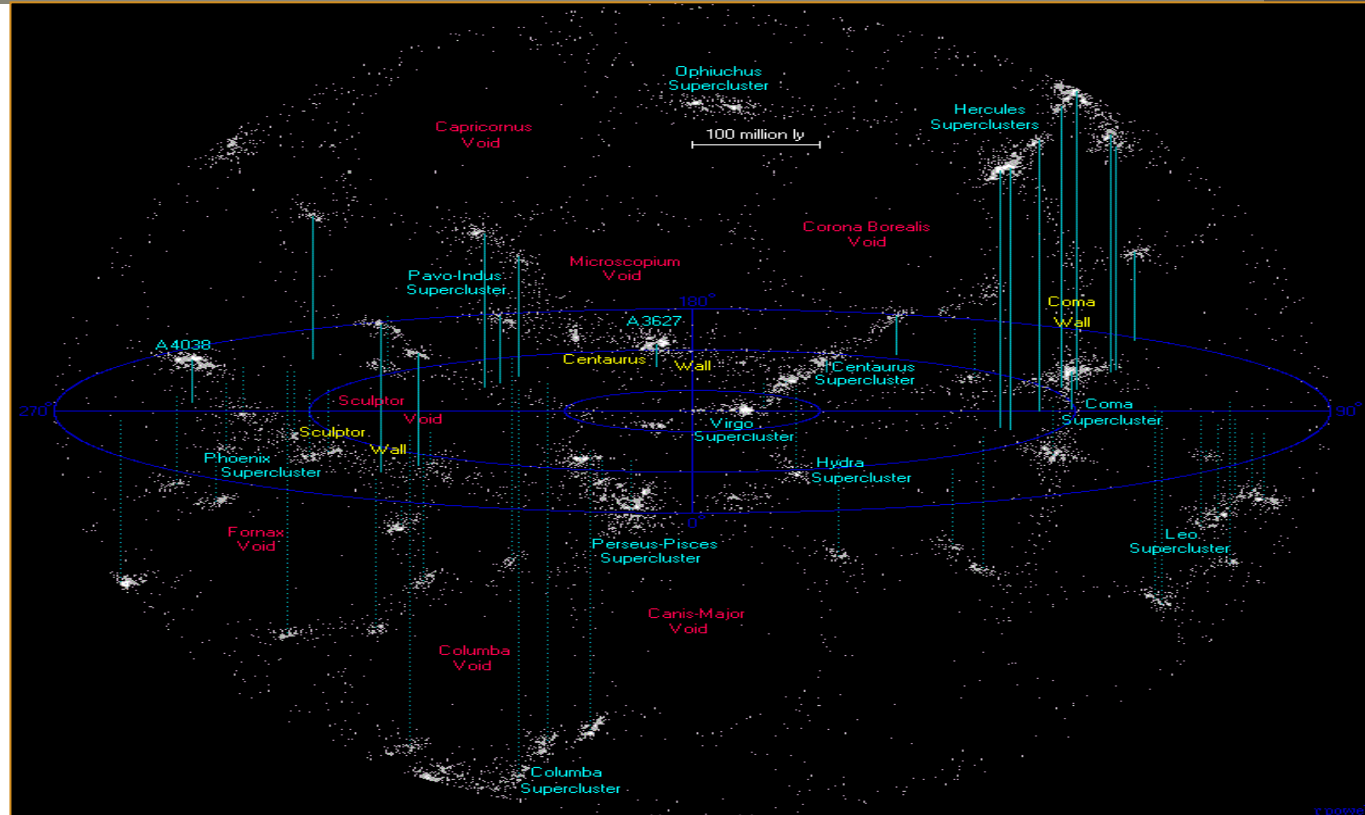 Ophiuchus
Supercluster
Hercules
Superclusters
Capricornus
Void
100 million ly
Corona Borealis
Void
Microscopium
Void
Pavo-Indus
Supercluster
180°
Coma
Wall
A3627
A4038
Centaurus
Wall
Centaurus
Supercluster
Sculptor
Void
270°
90°
Coma
Supercluster
Virgo
Supercluster
Sculptor
Wall
Phoenix
Supercluster
Hydra
Supercluster
0°
Fornax
Void
Perseus-Pisces
Supercluster
Leo
Supercluster
Canis-Major
Void
Columba
Void
Columba
Supercluster